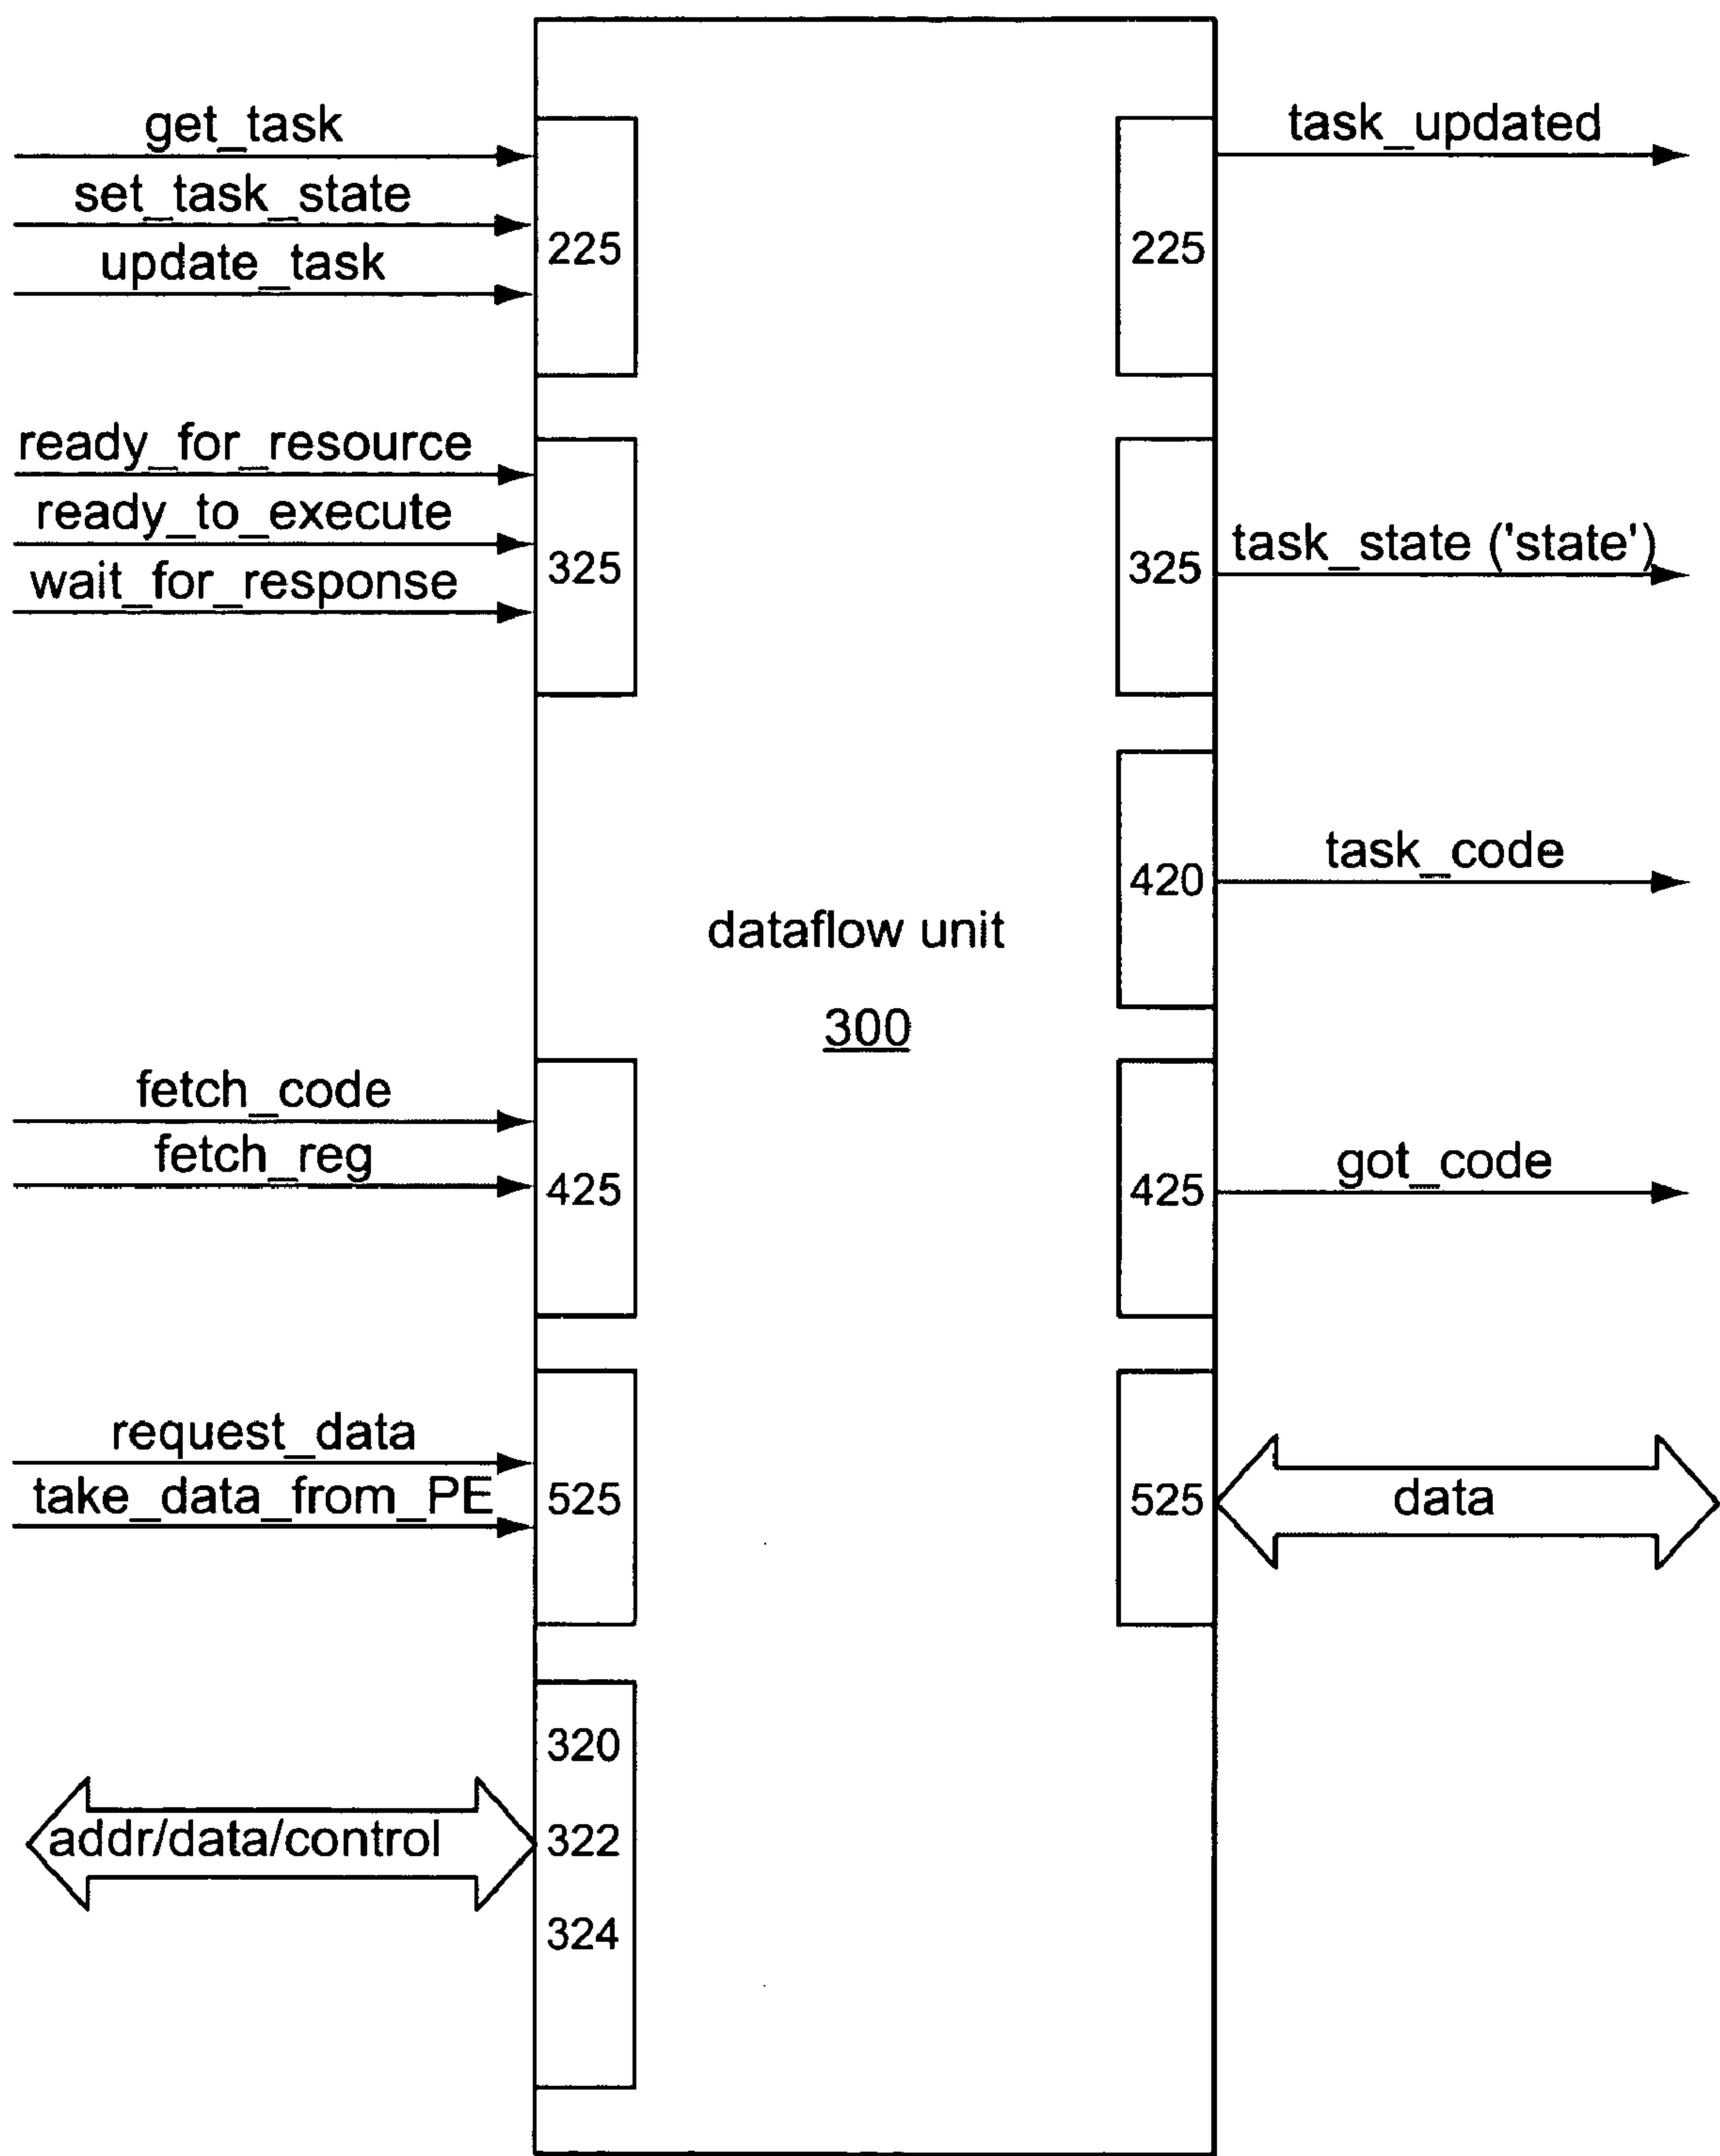 get_task
set_task_state
update_task
225
225
task_updated
ready_for_resource
ready_to_execute
wait_for_response
325
325
task_state ('state')
420
task_code
dataflow unit
300
fetch_code
fetch_reg
425
425
got_code
request_data
take_data_from_PE
525
525
data
320
addr/data/control
322
324